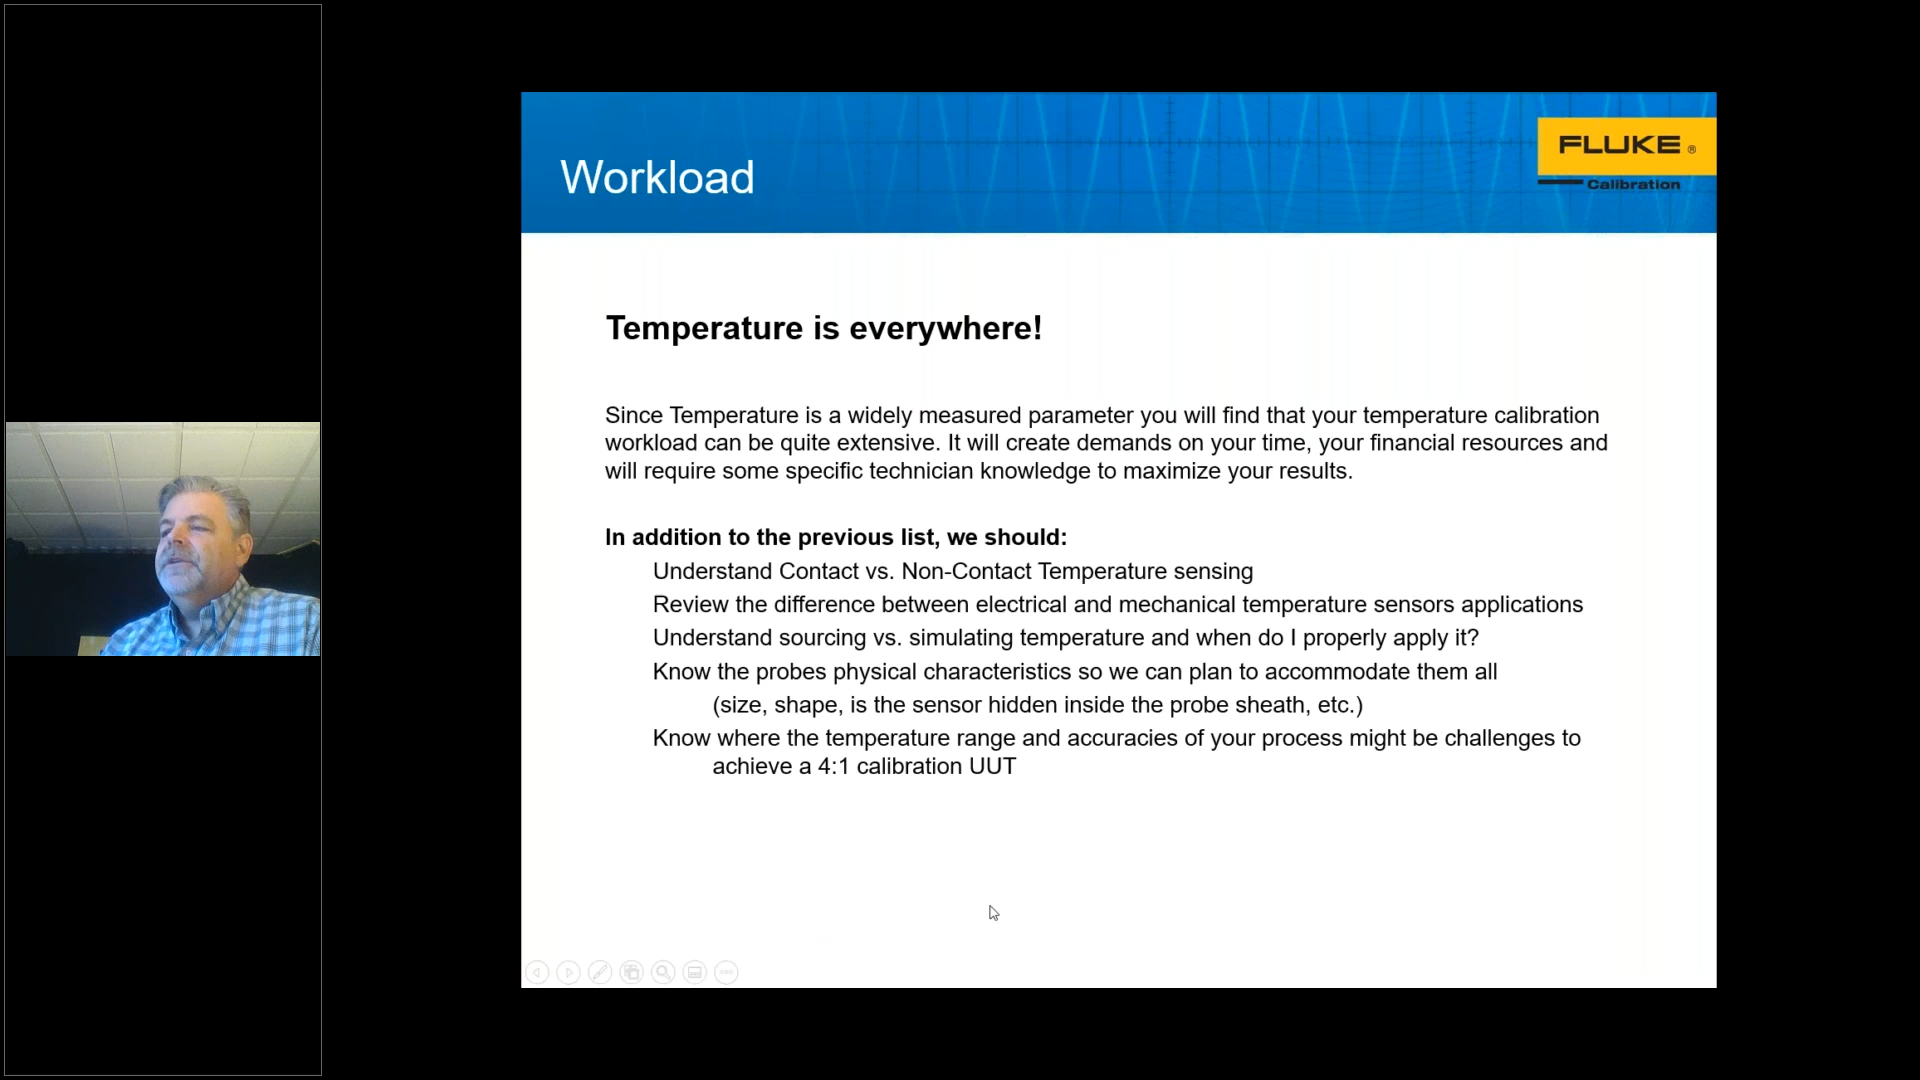 Workload
FLUKE ®
Calibration
Temperature is everywhere!
Since Temperature is a widely measured parameter you will find that your temperature calibration
workload can be quite extensive. It will create demands on your time, your financial resources and
will require some specific technician knowledge to maximize your results.
In addition to the previous list, we should:
Understand Contact vs. Non-Contact Temperature sensing
Review the difference between electrical and mechanical temperature sensors applications
Understand sourcing vs. simulating temperature and when do I properly apply it?
Know the probes physical characteristics so we can plan to accommodate them all
(size, shape, is the sensor hidden inside the probe sheath, etc.)
Know where the temperature range and accuracies of your process might be challenges to
achieve a 4:1 calibration UUT